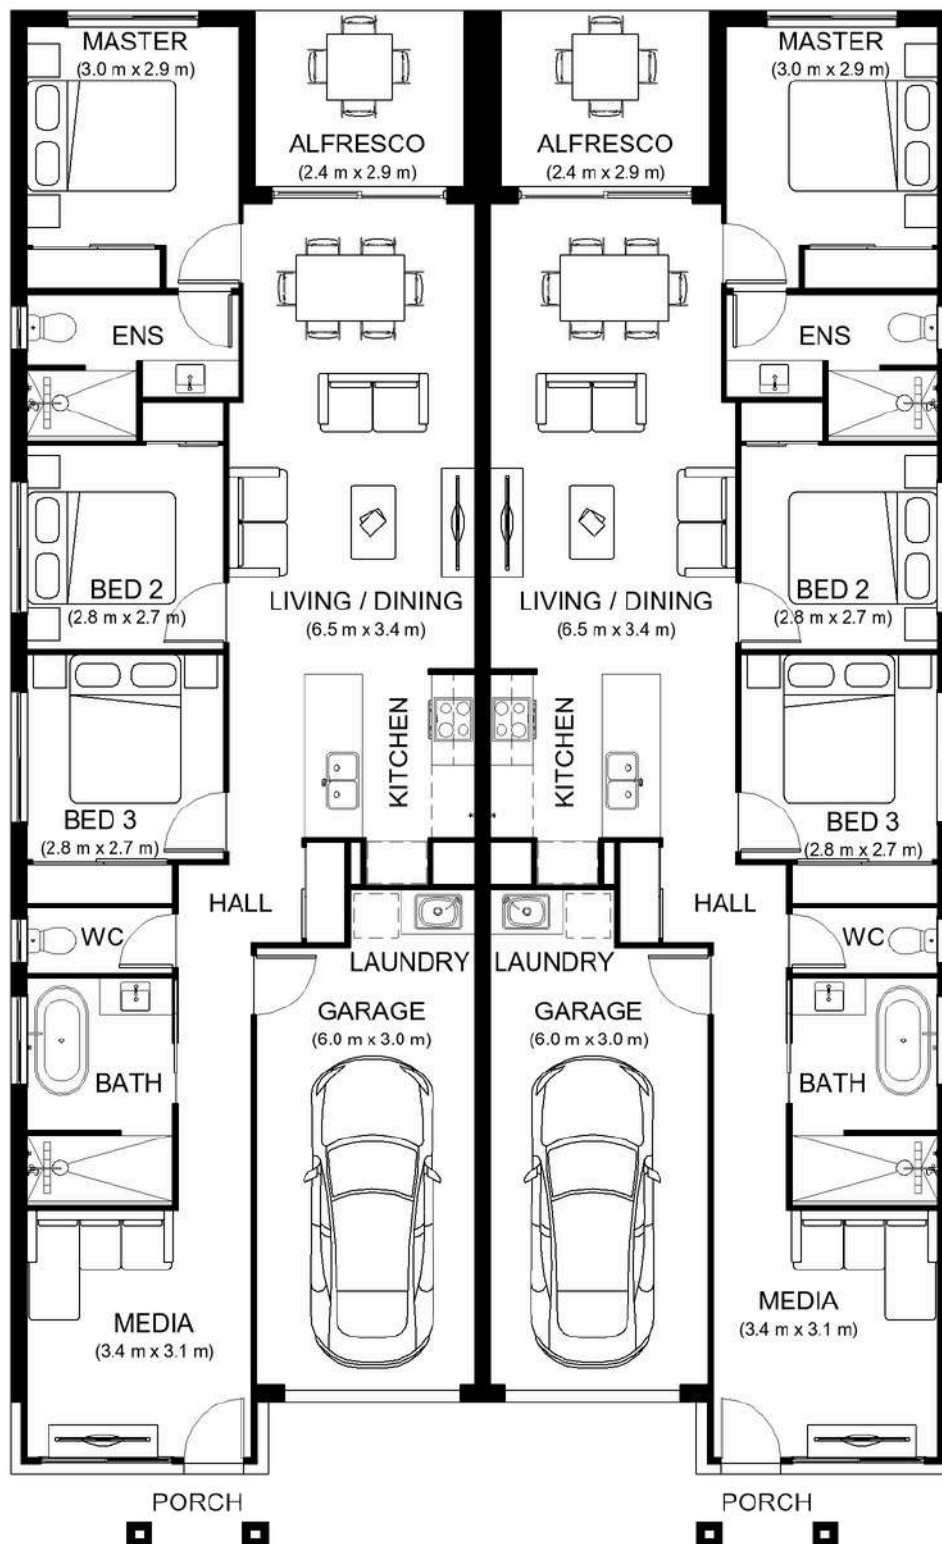 MASTER
(3.0 m x 2.9 m)
MASTER
(3.0 m x 2.9 m)
ALFRESCO
(2.4 m x 2.9 m)
ALFRESCO
(2.4 m x 2.9 m)
ENS
ENS
BED 2
(2.8 m x 2.7 m)
LIVING / DINING
(6.5 m x 3.4 m)
LIVING / DINING
(6.5 m x 3.4 m)
BED 2
(2.8 m x 2.7 m)
KITCHEN
KITCHEN
BED 3
(2.8 m x 2.7 m)
BED 3
(2.8 m x 2.7 m)
HALL
HALL
WC
WC
LAUNDRY
LAUNDRY
GARAGE
(6.0 m x 3.0 m)
GARAGE
(6.0 m x 3.0 m)
BATH
BATH
MEDIA
(3.4 m x 3.1 m)
MEDIA
(3.4 m x 3.1 m)
PORCH
PORCH